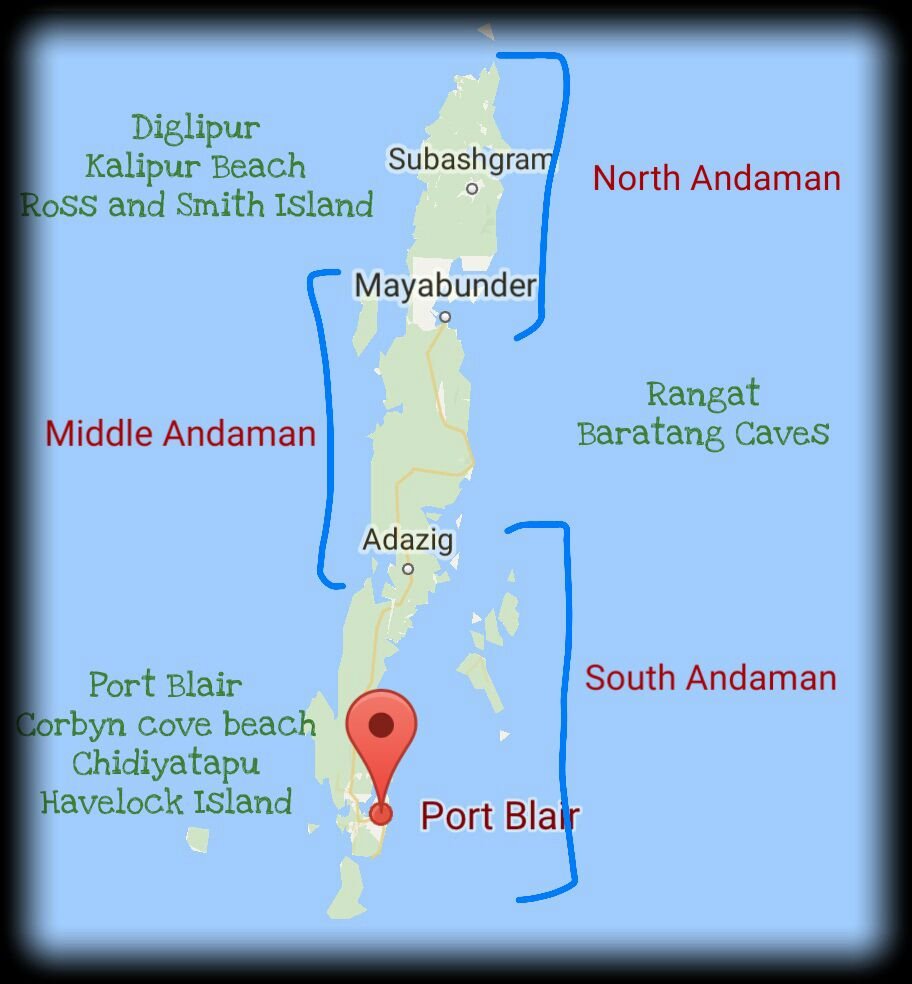 Diglipur
Kalipur Beach
Ross and Smith Island
Subashgram
North Andaman
Mayabunder
Middle Andaman
Rangat
Baratang Caves
Adazig
South Andaman
Port Blair
Corbyn cove beach
Chidiyatapu
Havelock Island
Port Blair